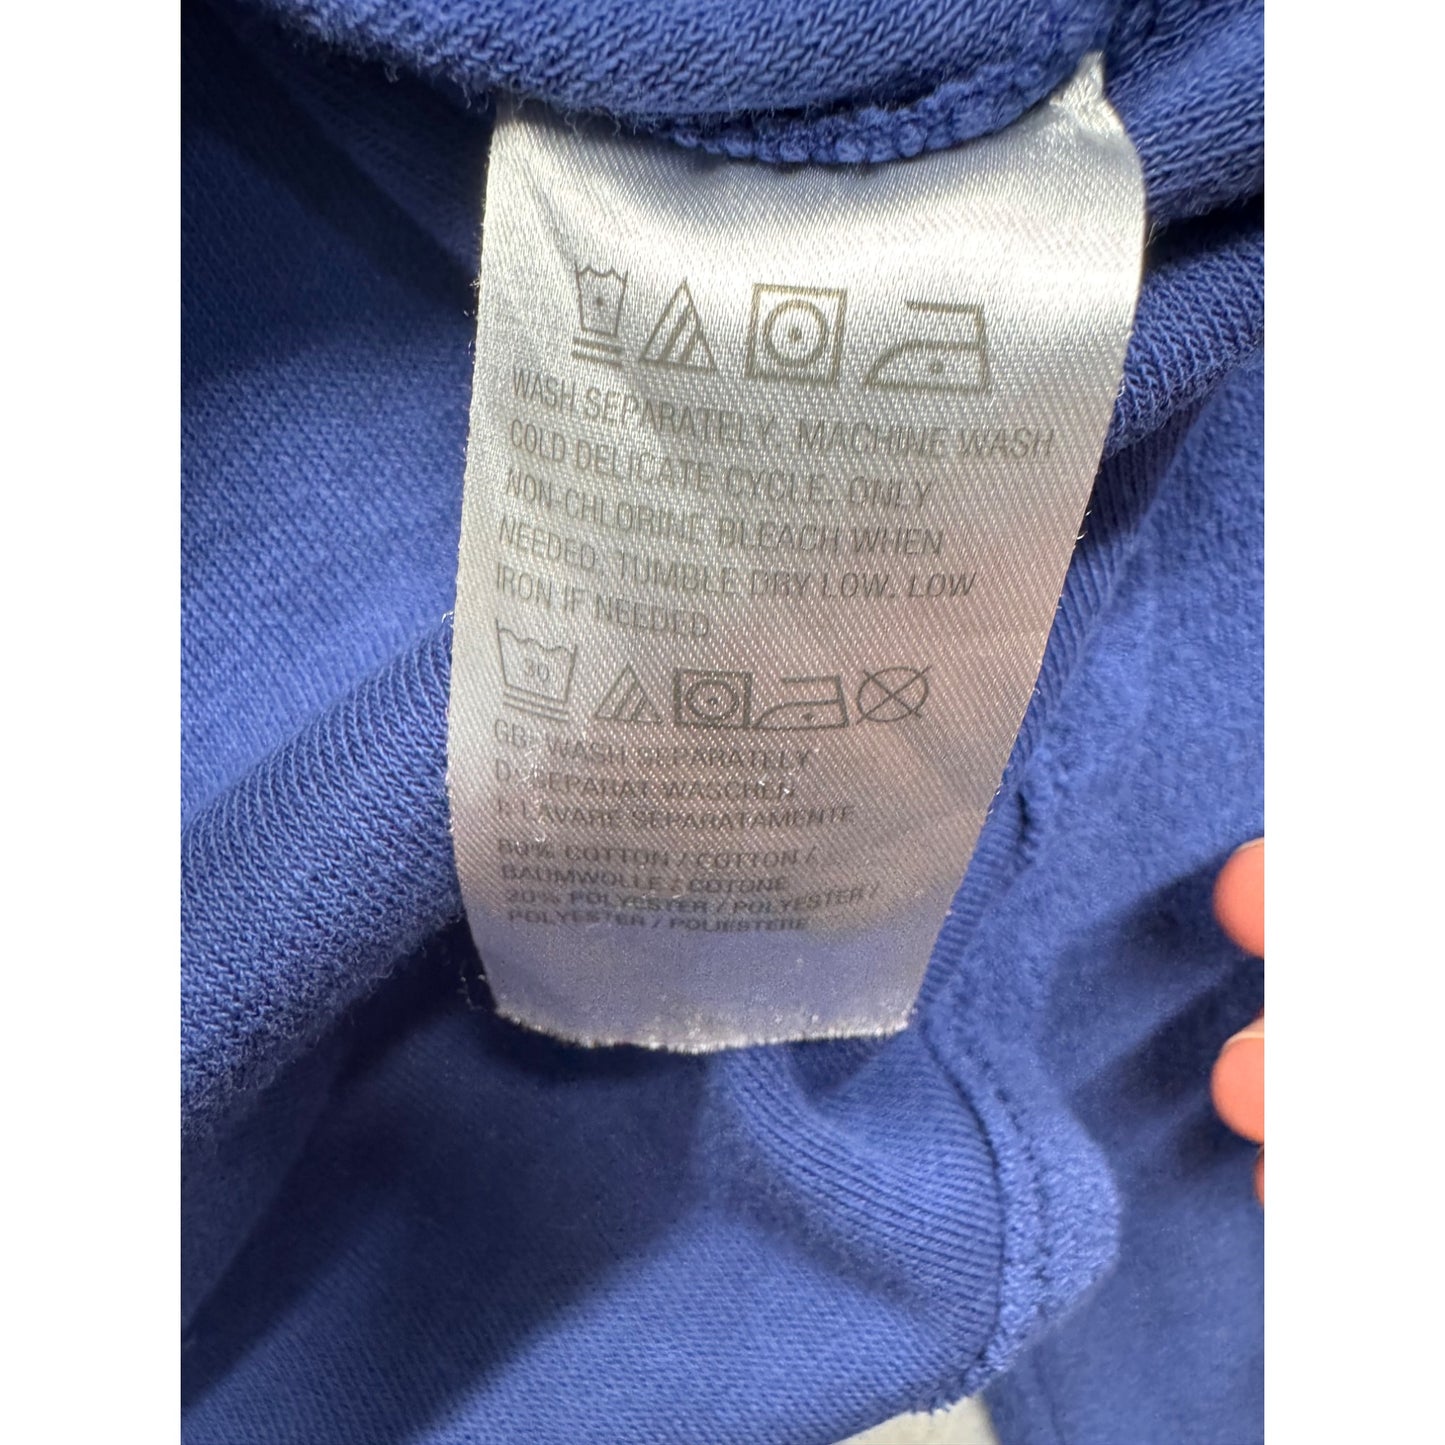 WASH SEPARATELY. MACHINE WASH
COLD DELICATE CYCLE. ONLY
NON-CHLORINE BLEACH WHEN
NEEDED. TUMBLE DRY LOW. LOW
IRON IF NEEDED
30
GB- WASH SEPARATELY
D- SEPARAT WASCHEN
I- LAVARE SEPARATAMENTE
80% COTTON / COTTON /
BAUMWOLLE / COTONE
20% POLYESTER / POLYESTER /
POLYESTER / POLIESTERE